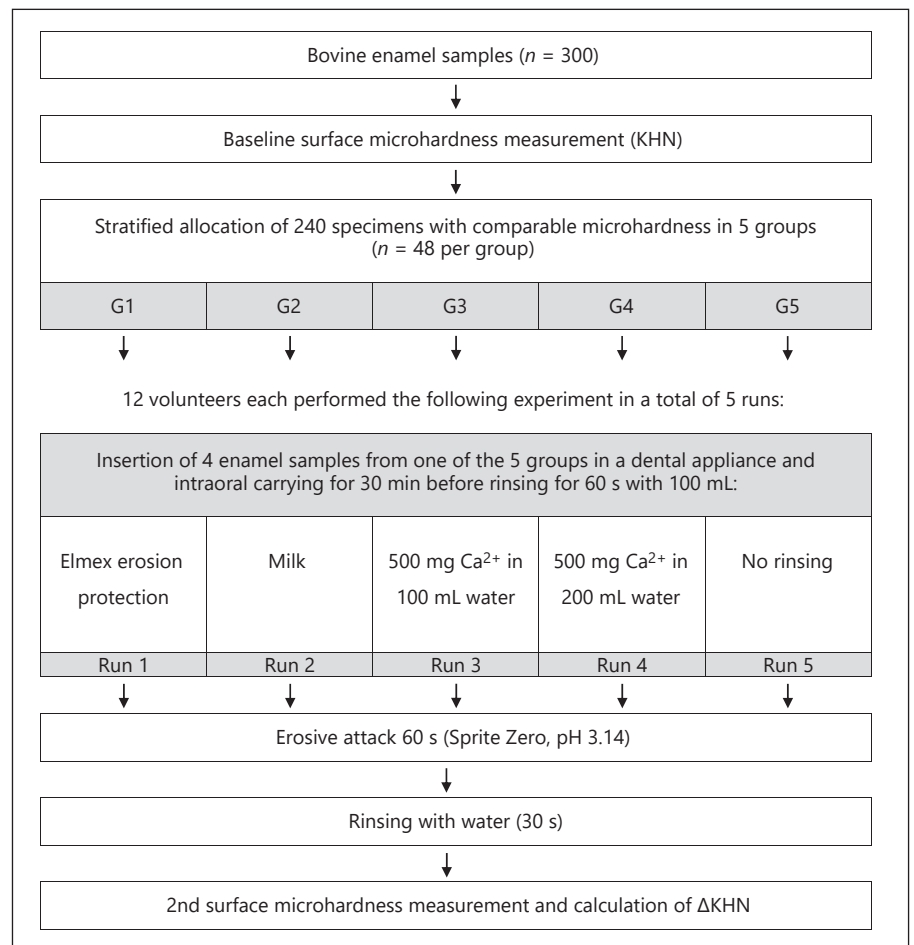 Bovine enamel samples (n = 300)
Baseline surface microhardness measurement (KHN)
Stratified allocation of 240 specimens with comparable microhardness in 5 groups
(n = 48 per group)
G1 G2 G3 G4 G5
12 volunteers each performed the following experiment in a total of 5 runs:
Insertion of 4 enamel samples from one of the 5 groups in a dental appliance and
intraoral carrying for 30 min before rinsing for 60 s with 100 mL:
Elmex erosion
protection
Milk
500 mg Ca²⁺ in
100 mL water
500 mg Ca²⁺ in
200 mL water
No rinsing
Run 1 Run 2 Run 3 Run 4 Run 5
Erosive attack 60 s (Sprite Zero, pH 3.14)
Rinsing with water (30 s)
2nd surface microhardness measurement and calculation of ΔKHN